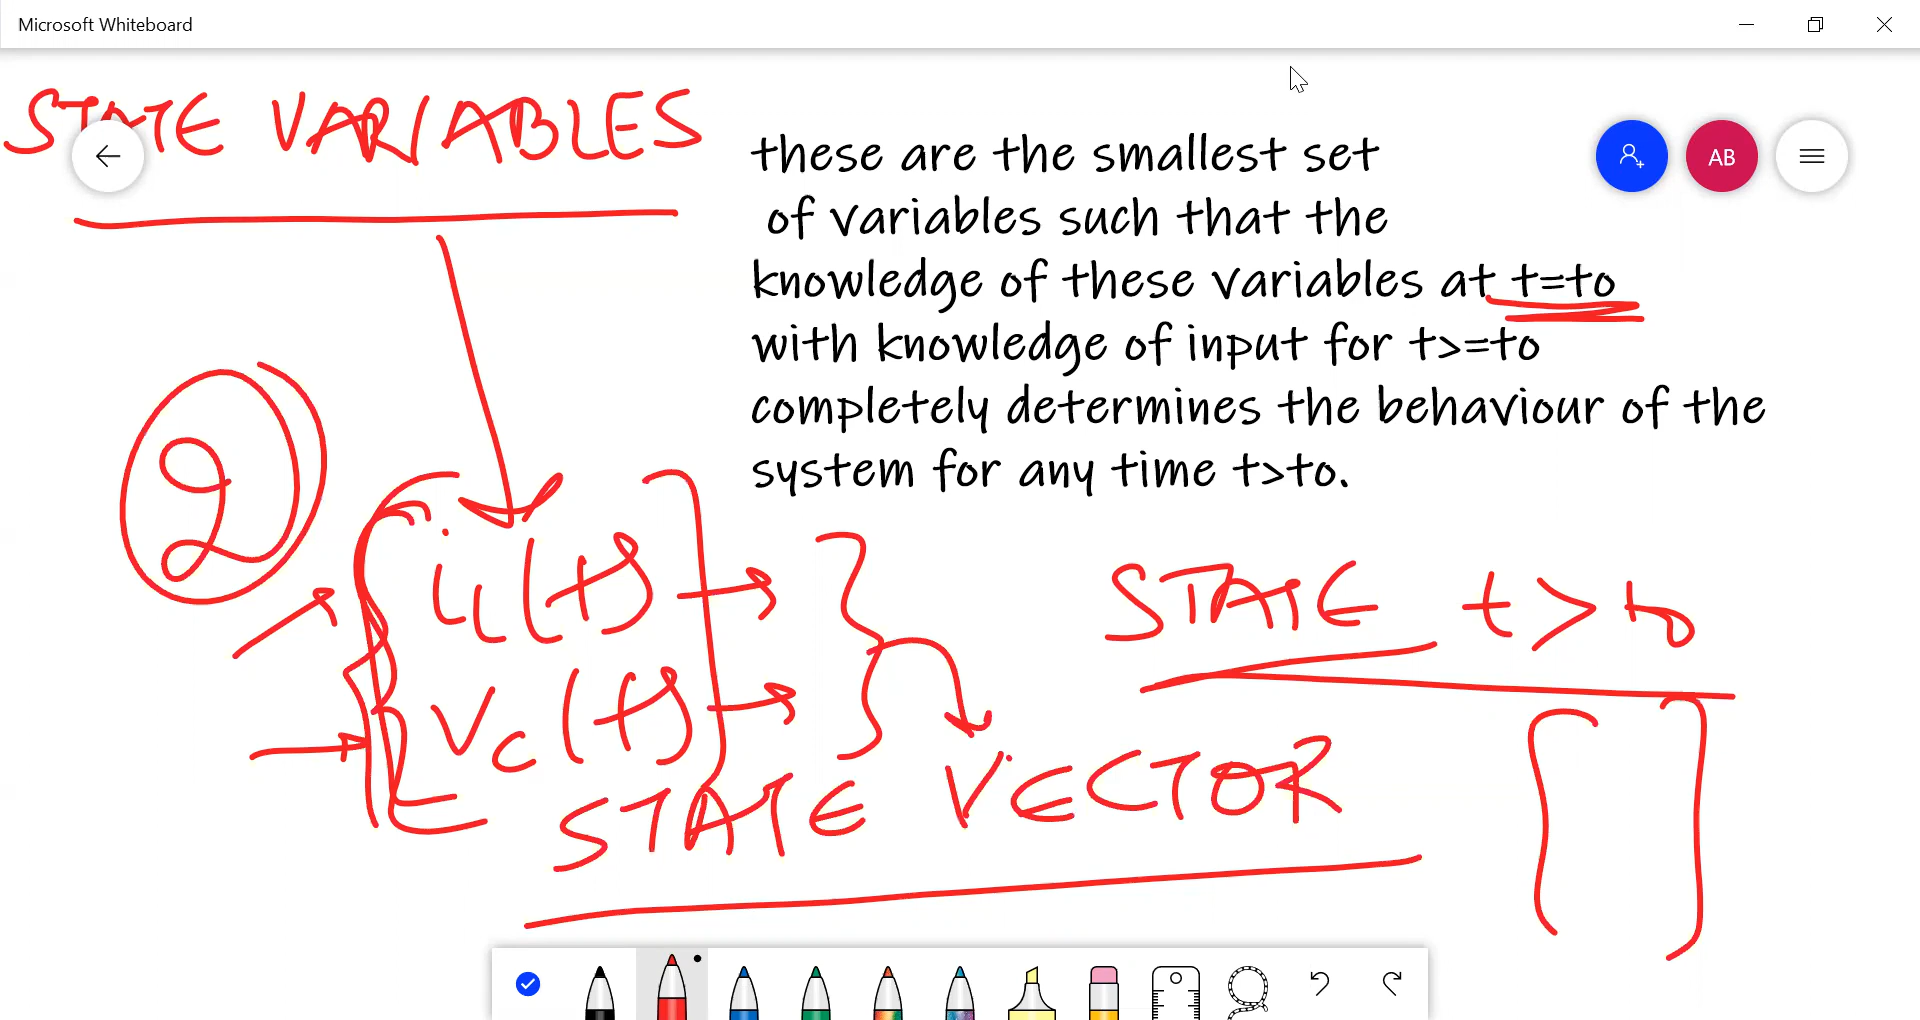 Microsoft Whiteboard
STATE VARIABLES
these are the smallest set
of variables such that the
knowledge of these variables at t=to
with knowledge of input for t>=to
completely determines the behaviour of the
system for any time t>to.
AB
2
iL(t)
Vc(t)
STATE t>to
STATE VECTOR